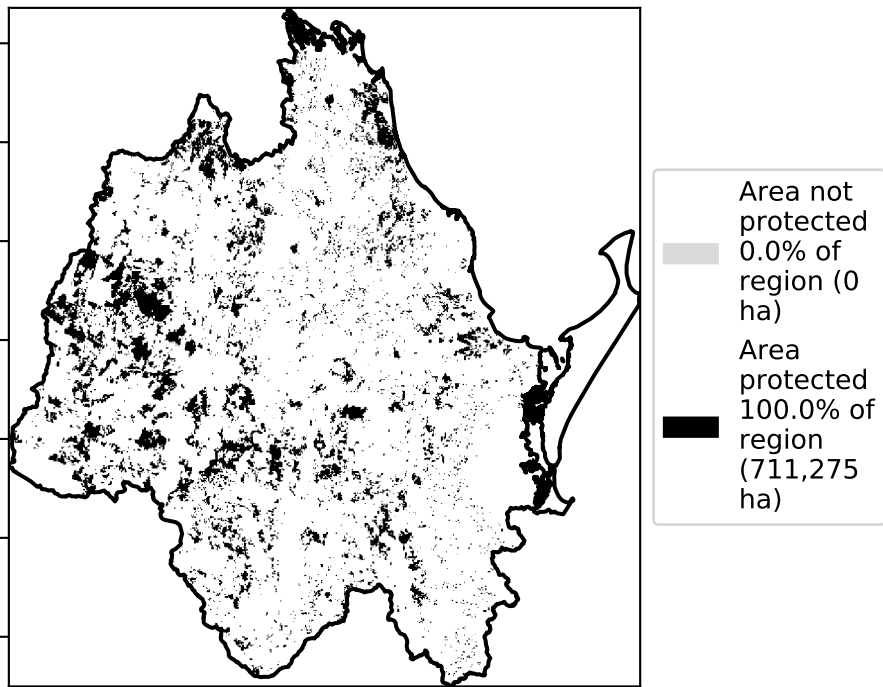 Area not
protected
0.0% of
region (0
ha)
Area
protected
100.0% of
region
(711,275
ha)